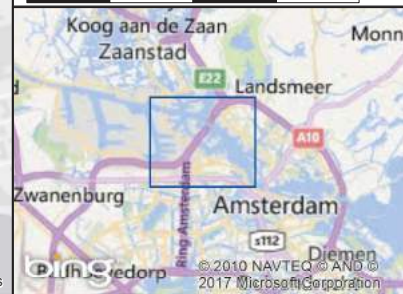 Koog aan de Zaan
Zaanstad
Monn
E22
Landsmeer
A10
Zwanenburg
Ring Amsterdam
Amsterdam
s112
Diemen
bing
© 2010 NAVTEQ © AND ©
2017 Microsoft Corporation